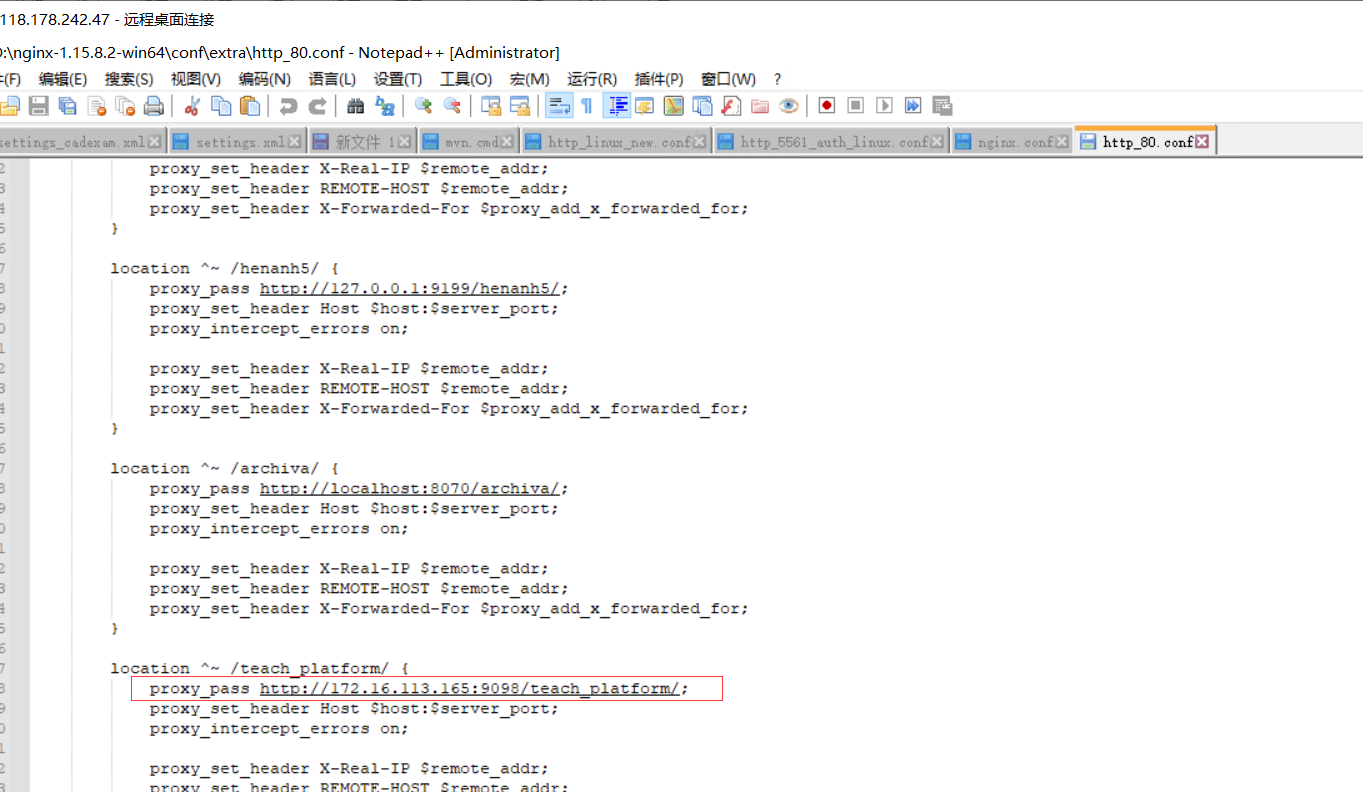 118.178.242.47 - 远程桌面连接
:\nginx-1.15.8.2-win64\conf\extra\http_80.conf - Notepad++ [Administrator]
(F) 编辑(E) 搜索(S) 视图(V) 编码(N) 语言(L) 设置(T) 工具(O) 宏(M) 运行(R) 插件(P) 窗口(W) ?
settings_cadexam.xml settings.xml 新文件 1 mvn.cmd http_linux_new.conf http_5561_auth_linux.conf nginx.conf http_80.conf
2 proxy_set_header X-Real-IP $remote_addr;
3 proxy_set_header REMOTE-HOST $remote_addr;
4 proxy_set_header X-Forwarded-For $proxy_add_x_forwarded_for;
5 }
6
7 location ^~ /henanh5/ {
8 proxy_pass http://127.0.0.1:9199/henanh5/;
9 proxy_set_header Host $host:$server_port;
0 proxy_intercept_errors on;
1
2 proxy_set_header X-Real-IP $remote_addr;
3 proxy_set_header REMOTE-HOST $remote_addr;
4 proxy_set_header X-Forwarded-For $proxy_add_x_forwarded_for;
5 }
6
7 location ^~ /archiva/ {
8 proxy_pass http://localhost:8070/archiva/;
9 proxy_set_header Host $host:$server_port;
0 proxy_intercept_errors on;
1
2 proxy_set_header X-Real-IP $remote_addr;
3 proxy_set_header REMOTE-HOST $remote_addr;
4 proxy_set_header X-Forwarded-For $proxy_add_x_forwarded_for;
5 }
6
7 location ^~ /teach_platform/ {
8 proxy_pass http://172.16.113.165:9098/teach_platform/;
9 proxy_set_header Host $host:$server_port;
0 proxy_intercept_errors on;
1
2 proxy_set_header X-Real-IP $remote_addr;
3 proxy_set_header REMOTE-HOST $remote_addr;